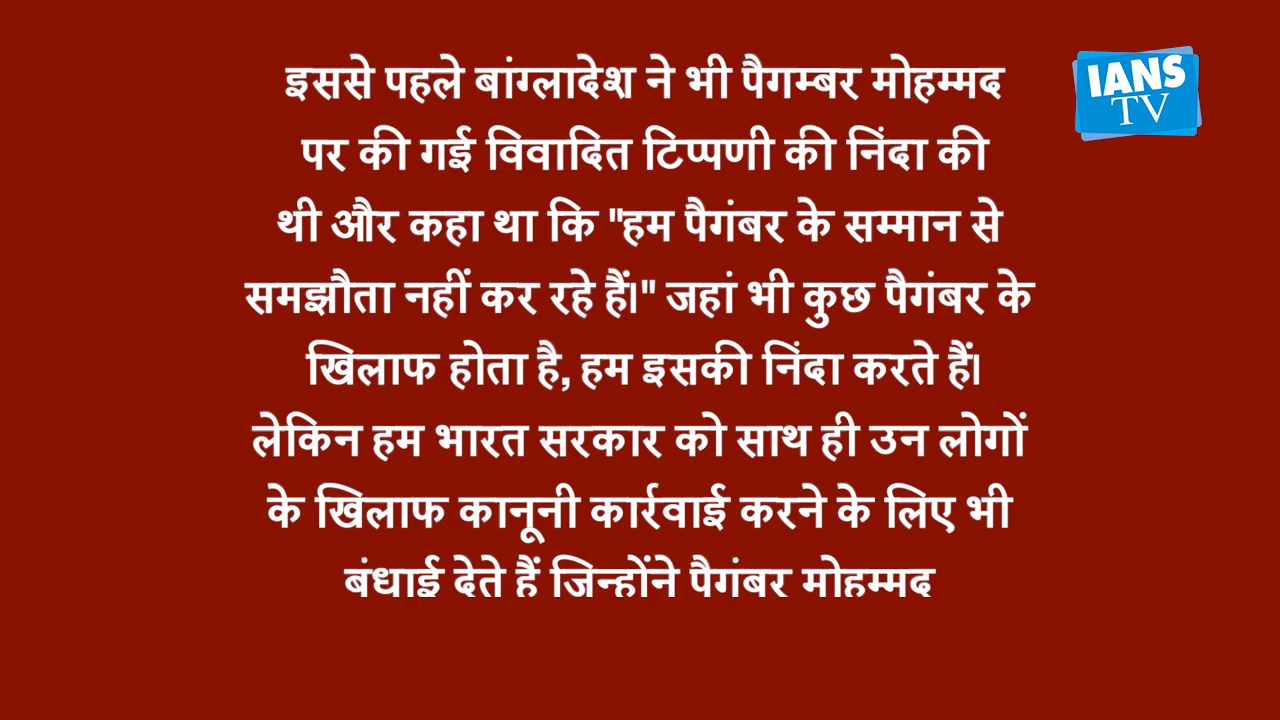 इससे पहले बांग्लादेश ने भी पैगम्बर मोहम्मद
पर की गई विवादित टिप्पणी की निंदा की
थी और कहा था कि "हम पैगंबर के सम्मान से
समझौता नहीं कर रहे हैं।" जहां भी कुछ पैगंबर के
खिलाफ होता है, हम इसकी निंदा करते हैं।
लेकिन हम भारत सरकार को साथ ही उन लोगों
के खिलाफ कानूनी कार्रवाई करने के लिए भी
बंधाई देते हैं जिन्होंने पैगंबर मोहम्मद
IANS
TV